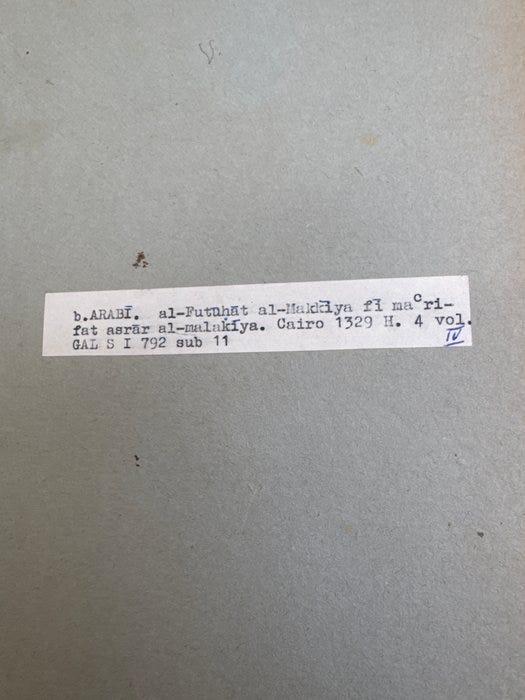 b.ARABĪ. al-Futuhāt al-Makkīya fī maᶜri-
fat asrār al-malakīya. Cairo 1329 H. 4 vol.
GAL S I 792 sub 11
IV